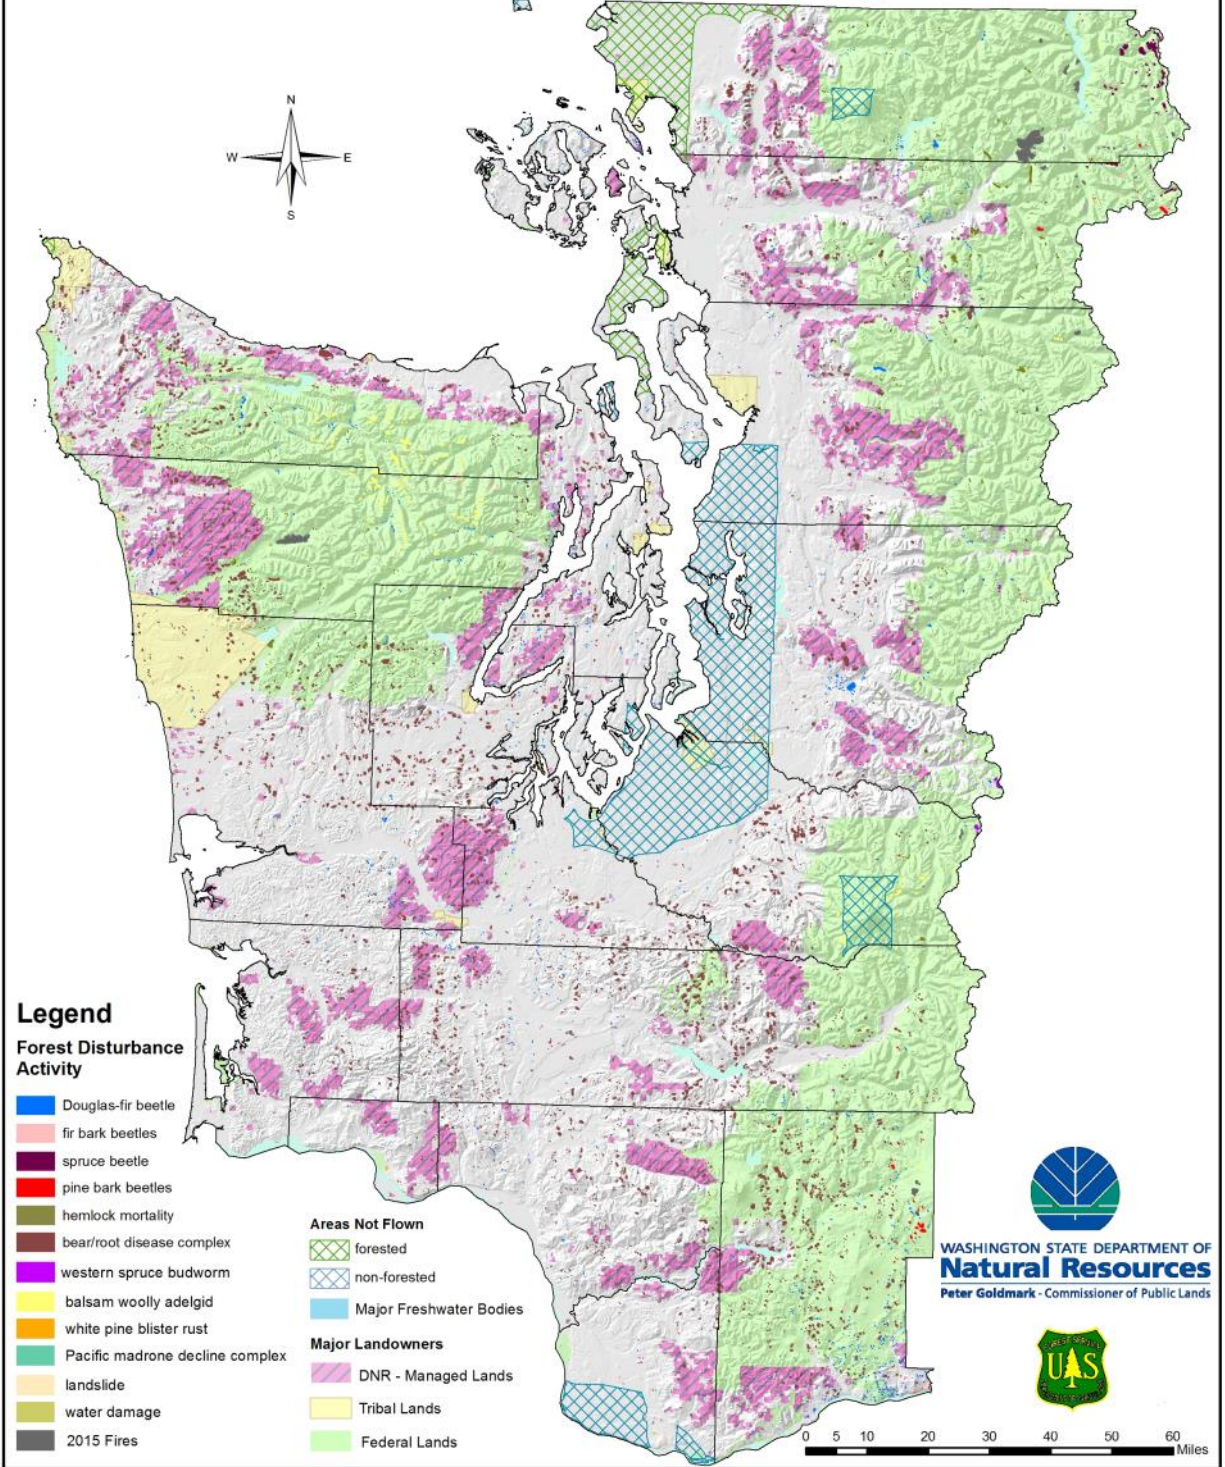 N
W
E
S
Legend
Forest Disturbance
Activity
Douglas-fir beetle
fir bark beetles
spruce beetle
pine bark beetles
hemlock mortality
bear/root disease complex
western spruce budworm
balsam woolly adelgid
white pine blister rust
Pacific madrone decline complex
landslide
water damage
2015 Fires
Areas Not Flown
forested
non-forested
Major Freshwater Bodies
Major Landowners
DNR - Managed Lands
Tribal Lands
Federal Lands
WASHINGTON STATE DEPARTMENT OF
Natural Resources
Peter Goldmark - Commissioner of Public Lands
U S
0 5 10 20 30 40 50 60
Miles